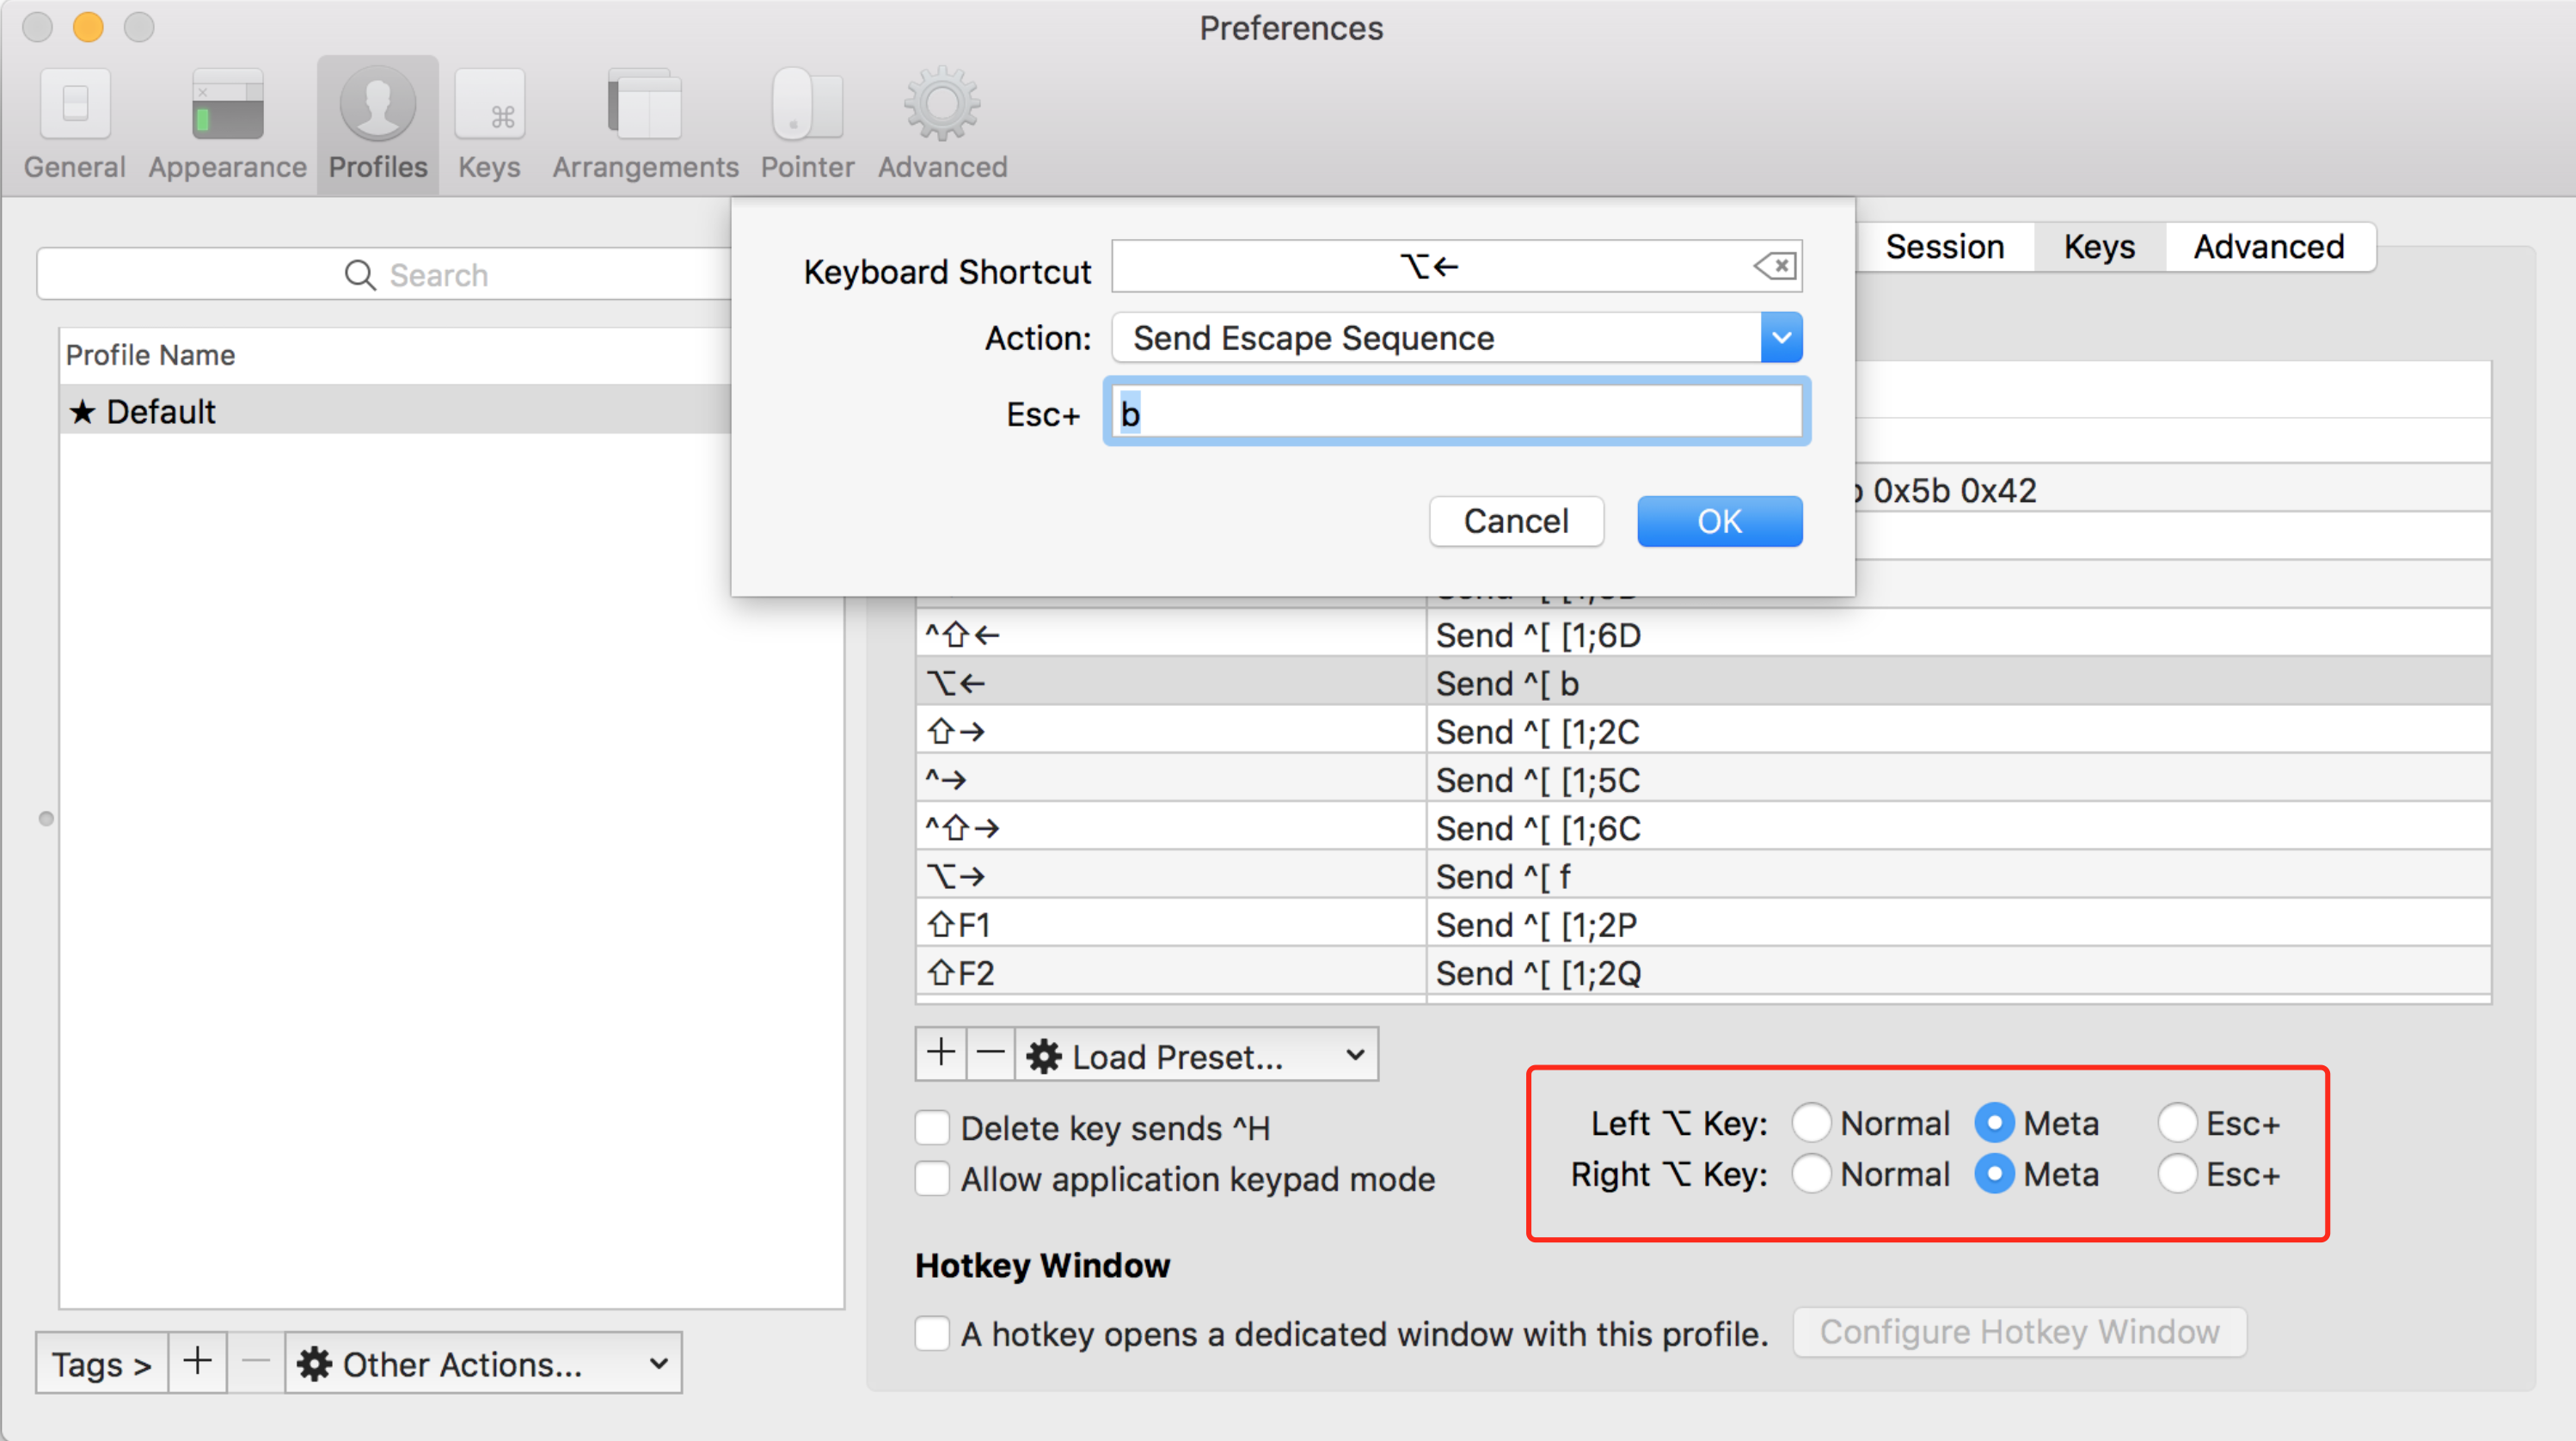 Preferences
General Appearance Profiles Keys Arrangements Pointer Advanced
Session Keys Advanced
Search
Keyboard Shortcut ⌥←
Action: Send Escape Sequence
Esc+ b
Cancel OK
Profile Name
★ Default
0x5b 0x42
^⇧← Send ^[ [1;6D
⌥← Send ^[ b
⇧→ Send ^[ [1;2C
^→ Send ^[ [1;5C
^⇧→ Send ^[ [1;6C
⌥→ Send ^[ f
⇧F1 Send ^[ [1;2P
⇧F2 Send ^[ [1;2Q
+ − Load Preset...
Delete key sends ^H
Allow application keypad mode
Left ⌥ Key: Normal Meta Esc+
Right ⌥ Key: Normal Meta Esc+
Hotkey Window
A hotkey opens a dedicated window with this profile. Configure Hotkey Window
Tags > + − Other Actions...